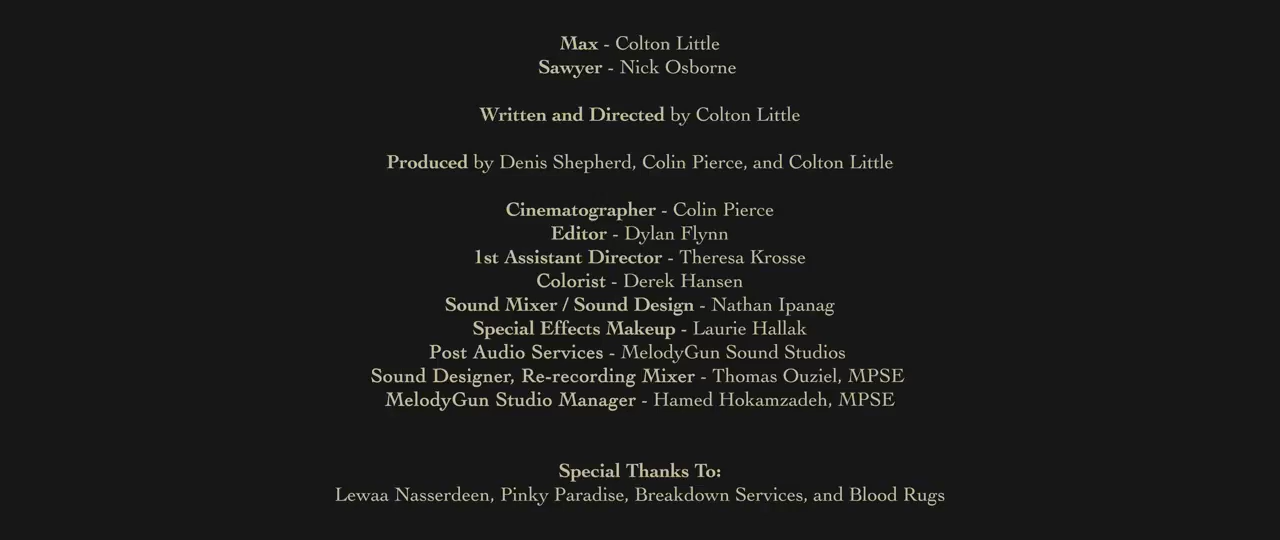 Max - Colton Little
Sawyer - Nick Osborne
Written and Directed by Colton Little
Produced by Denis Shepherd, Colin Pierce, and Colton Little
Cinematographer - Colin Pierce
Editor - Dylan Flynn
1st Assistant Director - Theresa Krosse
Colorist - Derek Hansen
Sound Mixer / Sound Design - Nathan Ipanag
Special Effects Makeup - Laurie Hallak
Post Audio Services - MelodyGun Sound Studios
Sound Designer, Re-recording Mixer - Thomas Ouziel, MPSE
MelodyGun Studio Manager - Hamed Hokamzadeh, MPSE
Special Thanks To:
Lewaa Nasserdeen, Pinky Paradise, Breakdown Services, and Blood Rugs